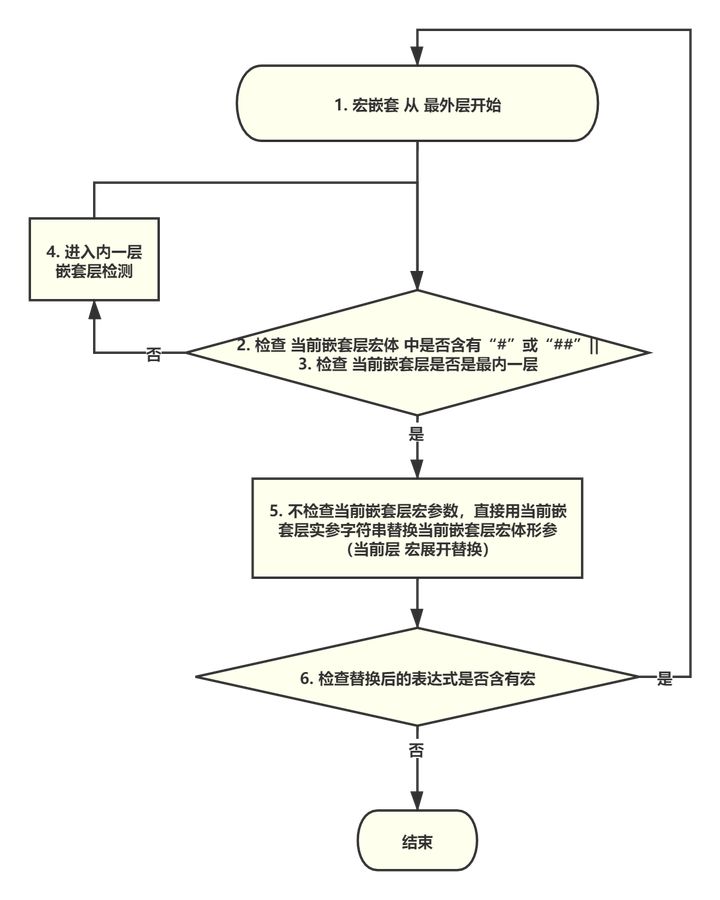 1. 宏嵌套 从 最外层开始
4. 进入内一层
嵌套层检测
2. 检查 当前嵌套层宏体 中是否含有“#”或“##”||
3. 检查 当前嵌套层是否是最内一层
否
是
5. 不检查当前嵌套层宏参数，直接用当前嵌
套层实参字符串替换当前嵌套层宏体形参
（当前层 宏展开替换）
6. 检查替换后的表达式是否含有宏
是
否
结束